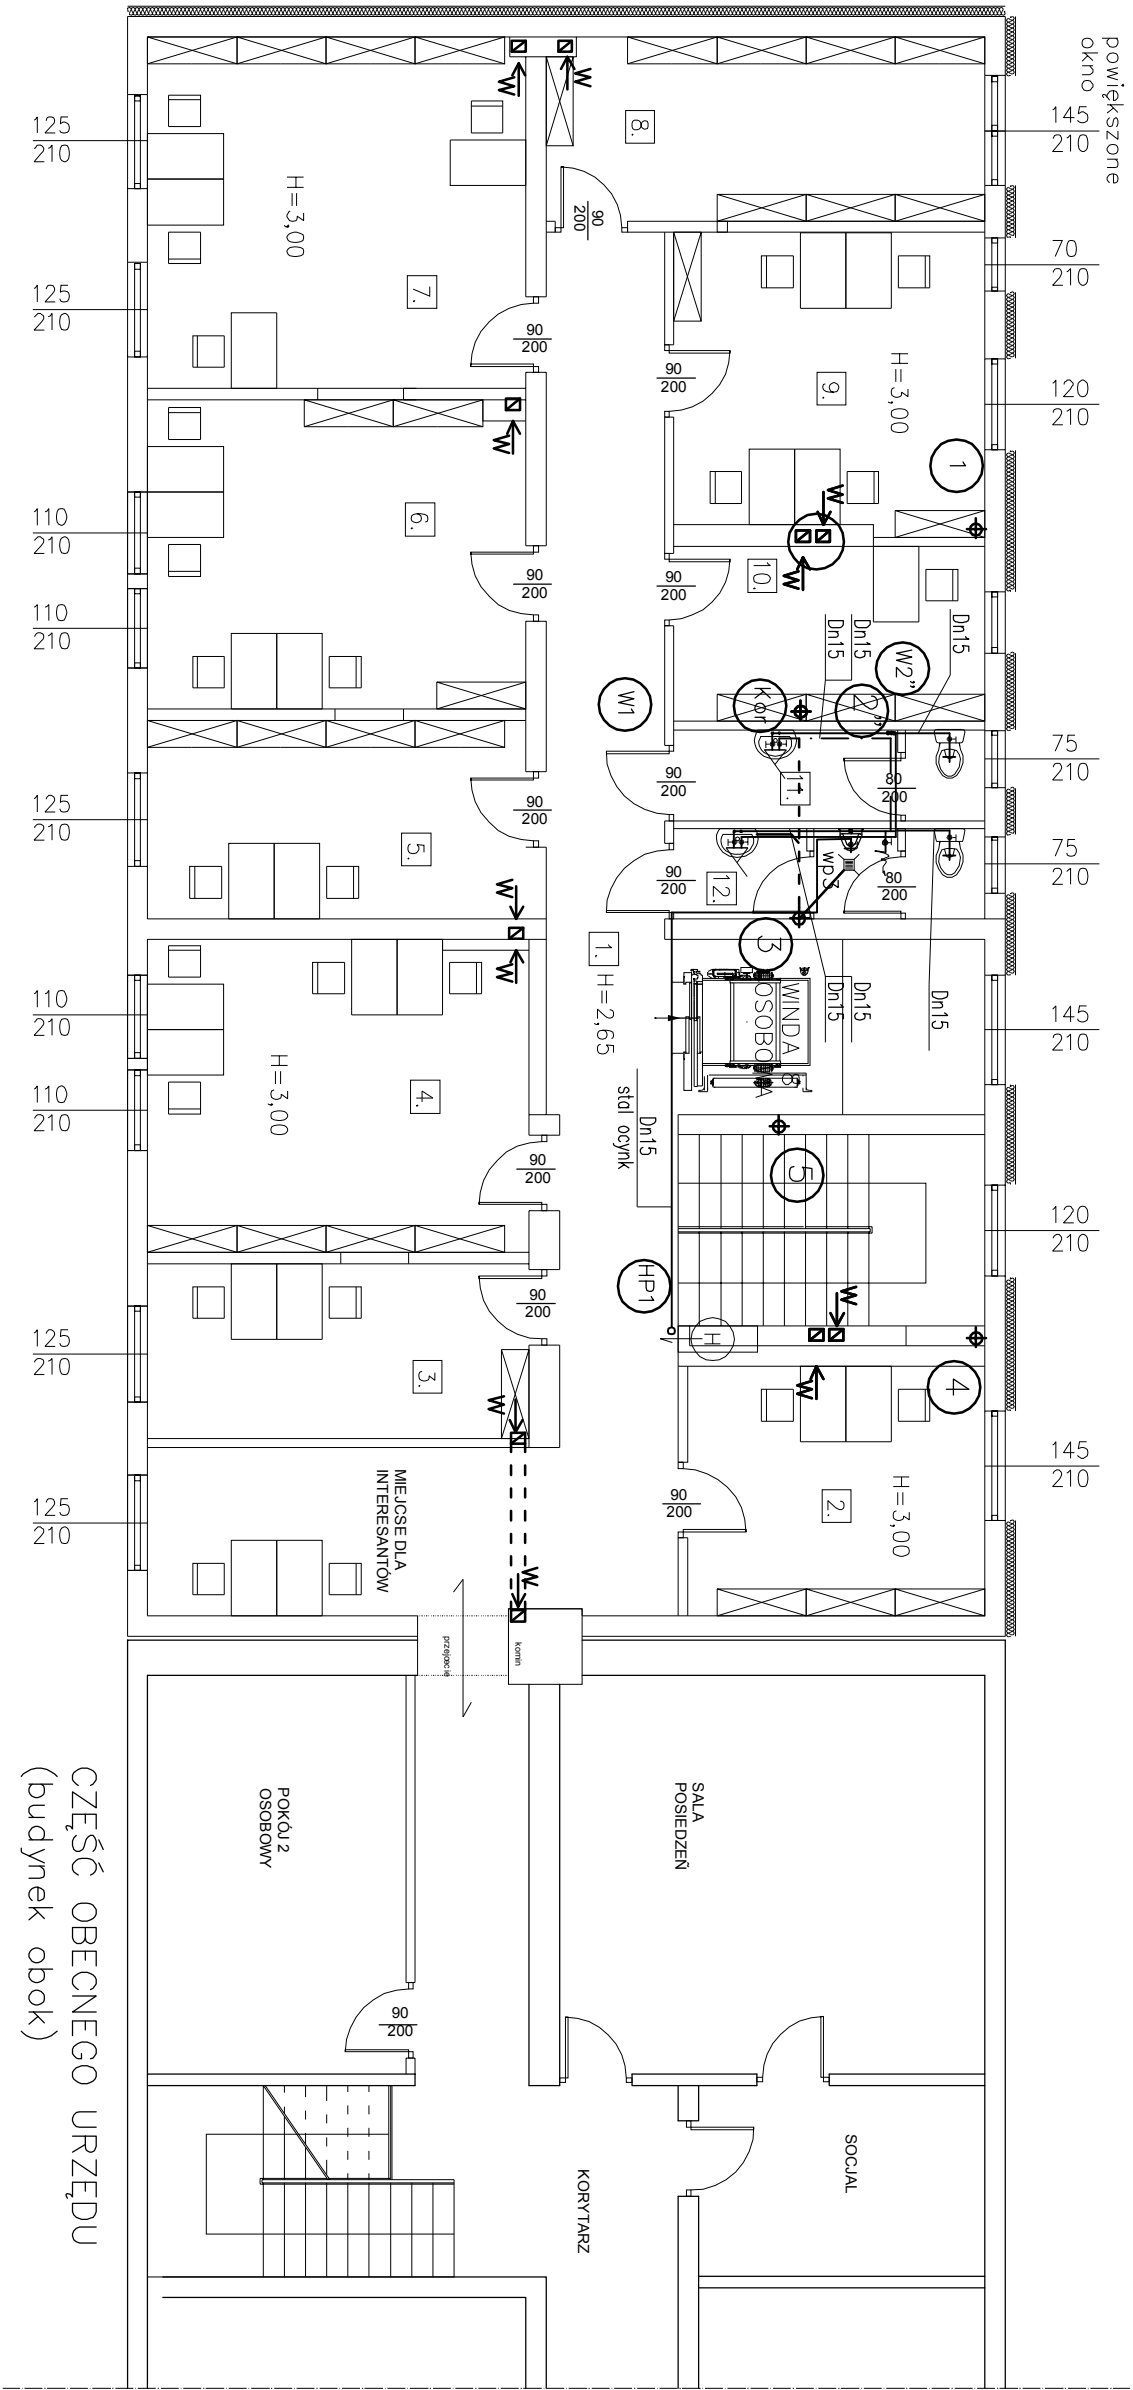 powiększone
okno
145
210
70
210
120
210
75
210
75
210
145
210
120
210
145
210
125
210
125
210
110
210
110
210
125
210
110
210
110
210
125
210
125
210
W
W
8.
90
200
H=3,00
7.
90
200
90
200
9.
H=3,00
1
W
W
W
6.
90
200
90
200
10.
Dn15
Dn15
Dn15
W2"
2"
W1
11.
90
200
80
200
5.
90
200
W
W
12.
90
200
80
200
wp3
3
1. H=2,65
WINDA
OSOBOWA
8
Dn15
Dn15
Dn15
4.
H=3,00
90
200
Dn15
stal ocynk
5
HP1
H
W
W
4
90
200
3.
W
2.
H=3,00
90
200
MIEJCSE DLA
INTERESANTÓW
W
komin
SALA
POSIEDZEŃ
POKÓJ 2
OSOBOWY
90
200
KORYTARZ
SOCJAL
CZĘŚĆ OBECNEGO URZĘDU
(budynek obok)